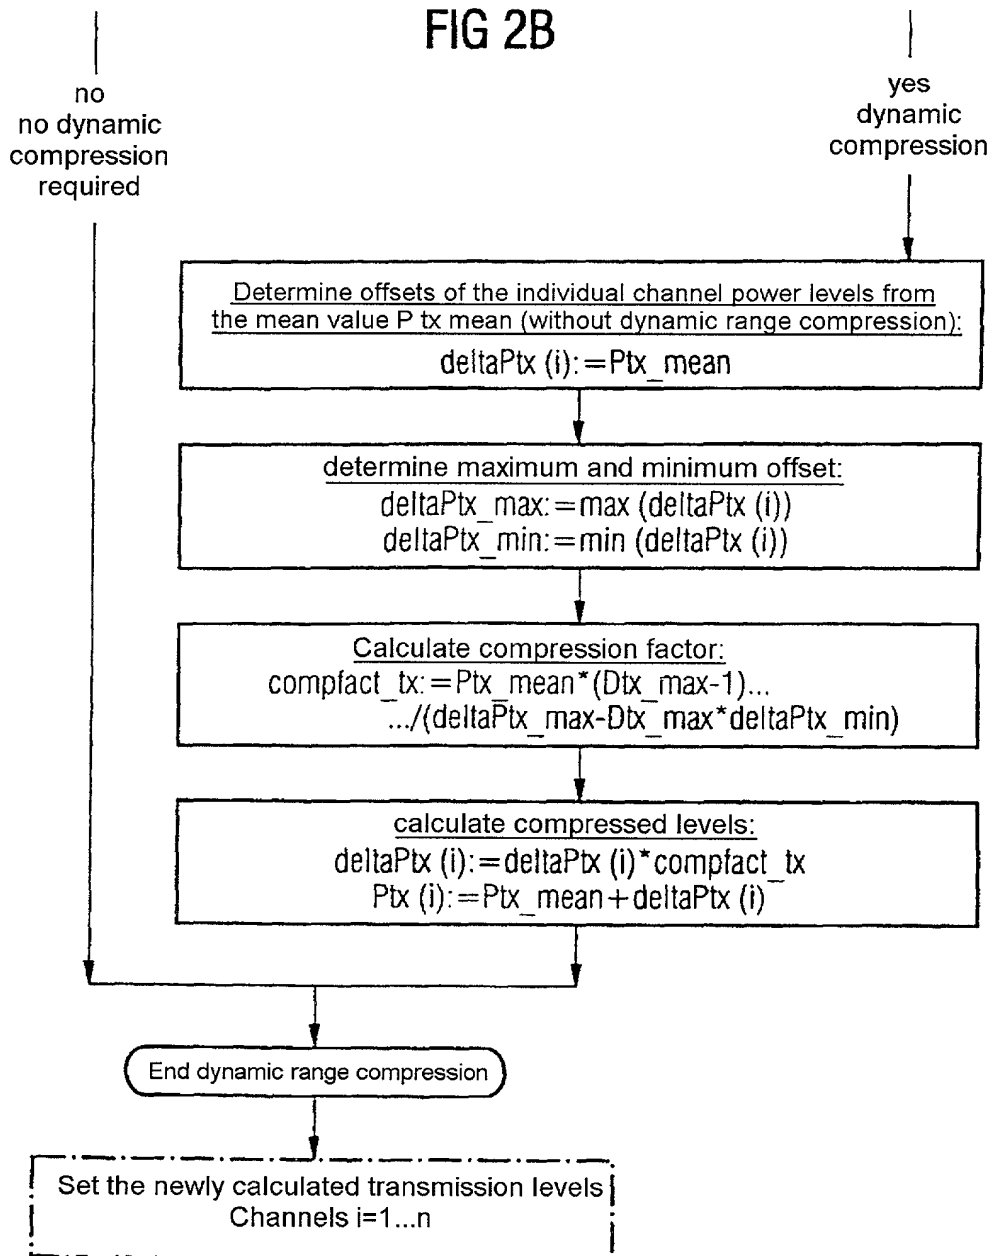 FIG 2B
no
no dynamic
compression
required
yes
dynamic
compression
Determine offsets of the individual channel power levels from
the mean value P tx mean (without dynamic range compression):
deltaPtx (i):=Ptx_mean
determine maximum and minimum offset:
deltaPtx_max:=max (deltaPtx (i))
deltaPtx_min:=min (deltaPtx (i))
Calculate compression factor:
compfact_tx:=Ptx_mean*(Dtx_max-1)...
.../(deltaPtx_max-Dtx_max*deltaPtx_min)
calculate compressed levels:
deltaPtx (i):=deltaPtx (i)*compfact_tx
Ptx (i):=Ptx_mean+deltaPtx (i)
End dynamic range compression
Set the newly calculated transmission levels
Channels i=1...n